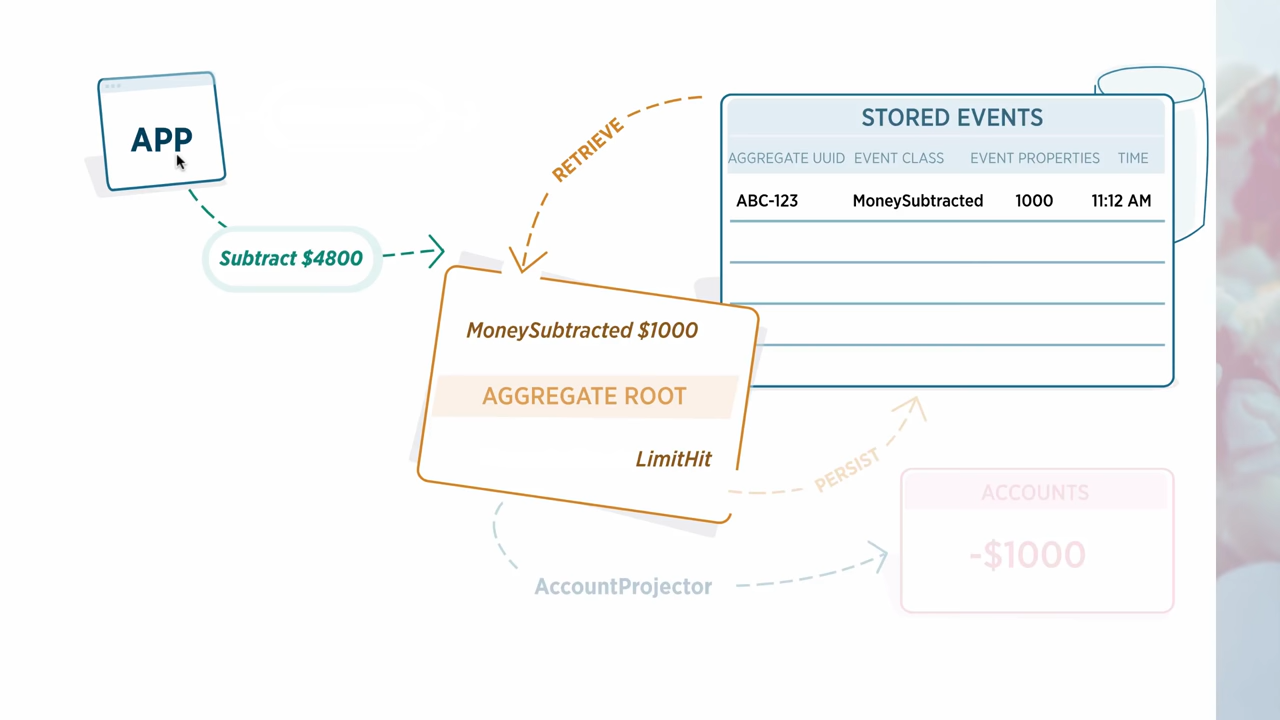 APP
Subtract $4800
RETRIEVE
STORED EVENTS
AGGREGATE UUID EVENT CLASS EVENT PROPERTIES TIME
ABC-123 MoneySubtracted 1000 11:12 AM
MoneySubtracted $1000
AGGREGATE ROOT
LimitHit
PERSIST
AccountProjector
ACCOUNTS
-$1000